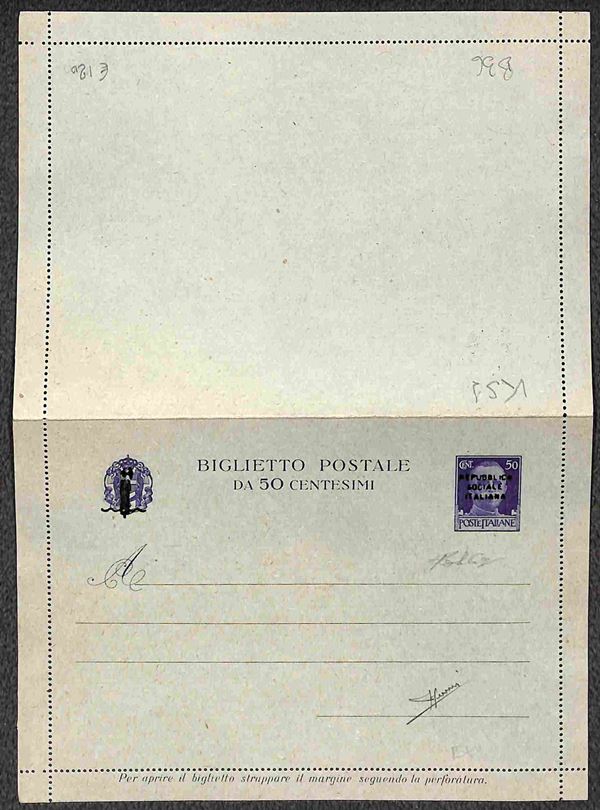 BIGLIETTO POSTALE
DA 50 CENTESIMI
CENT. 50
REPUBBLICA
SOCIALE
ITALIANA
POSTE ITALIANE
A
Per aprire il biglietto strappare il margine seguendo la perforatura.